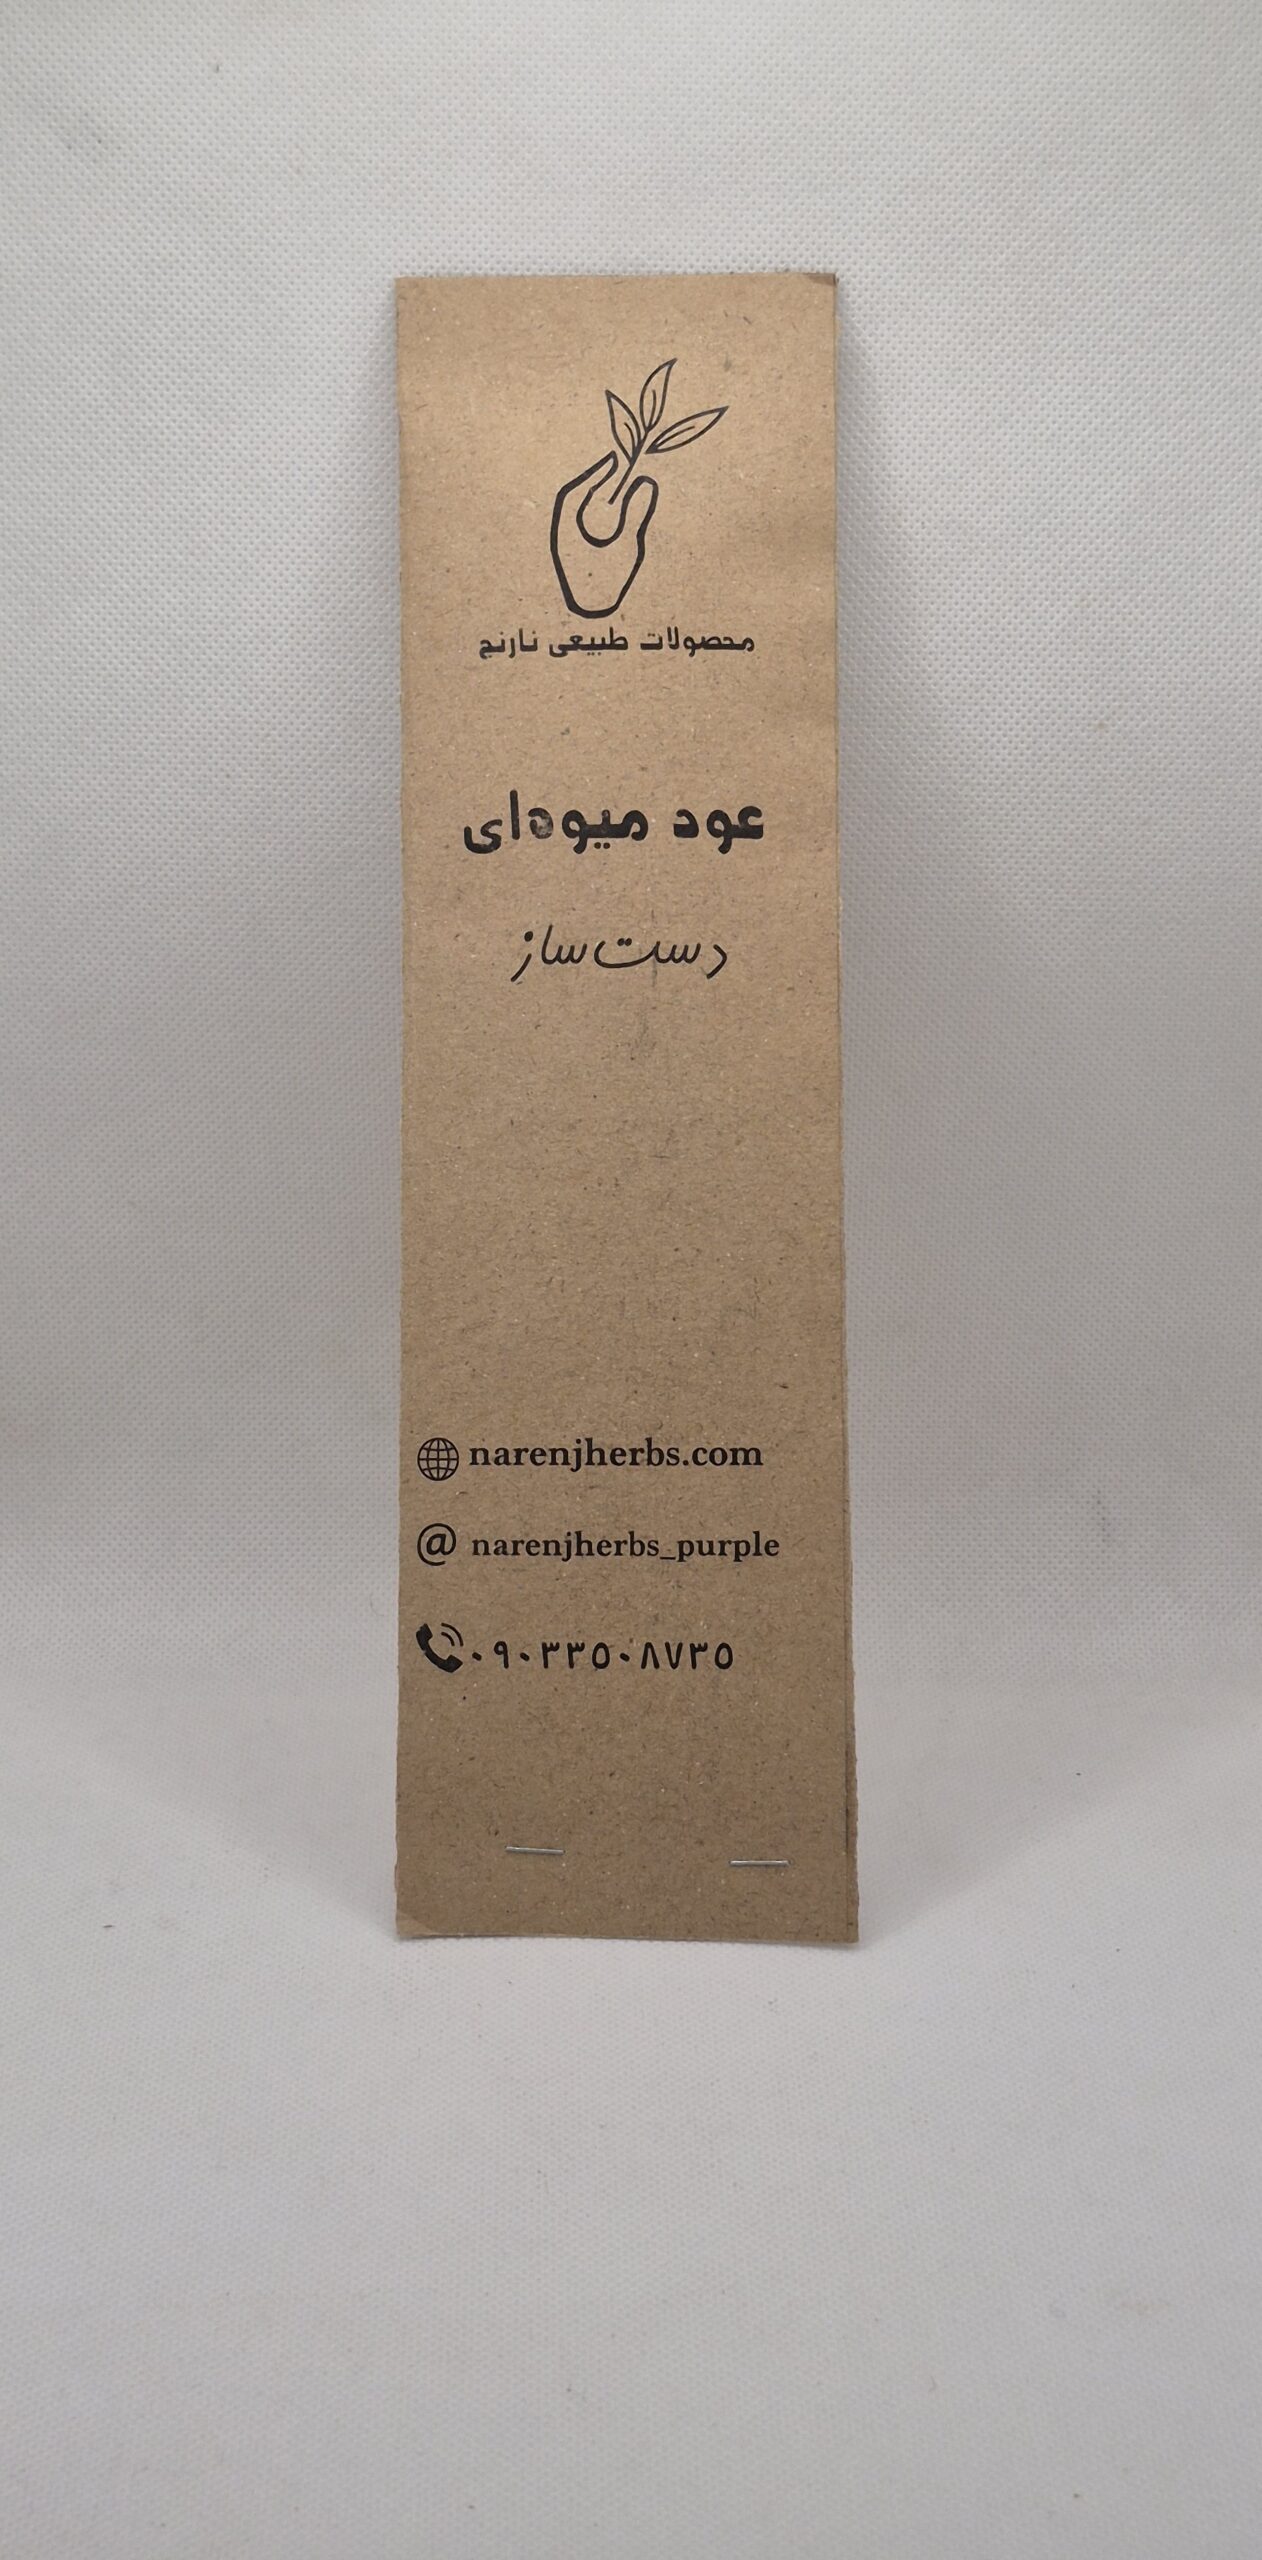 محصولات طبیعی نارنج
عود میوه‌ای
دست ساز
narenjherbs.com
@ narenjherbs_purple
۰۹۰۳۳۵۰۸۷۳۵